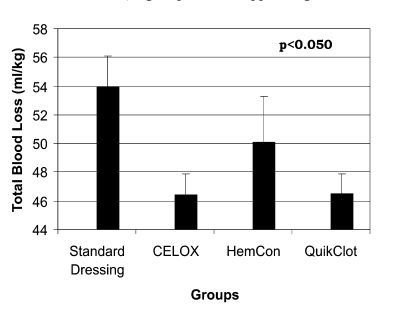 58
56
54
52
50
48
46
44
p<0.050
Total Blood Loss (ml/kg)
Standard
Dressing
CELOX
HemCon
QuikClot
Groups